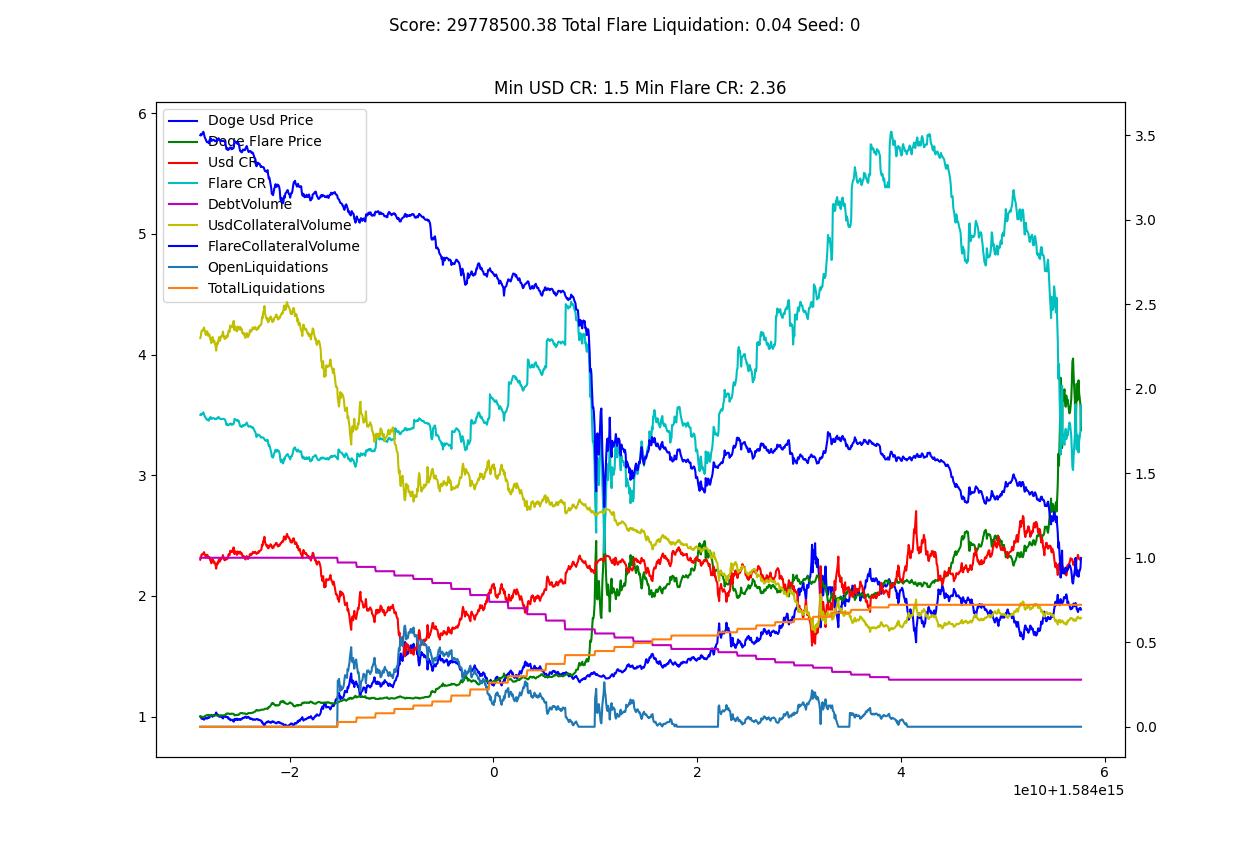 Score: 29778500.38 Total Flare Liquidation: 0.04 Seed: 0
Min USD CR: 1.5 Min Flare CR: 2.36
Doge Usd Price
Doge Flare Price
Usd CR
Flare CR
DebtVolume
UsdCollateralVolume
FlareCollateralVolume
OpenLiquidations
TotalLiquidations
6
5
4
3
2
1
3.5
3.0
2.5
2.0
1.5
1.0
0.5
0.0
−2
0
2
4
6
1e10+1.584e15